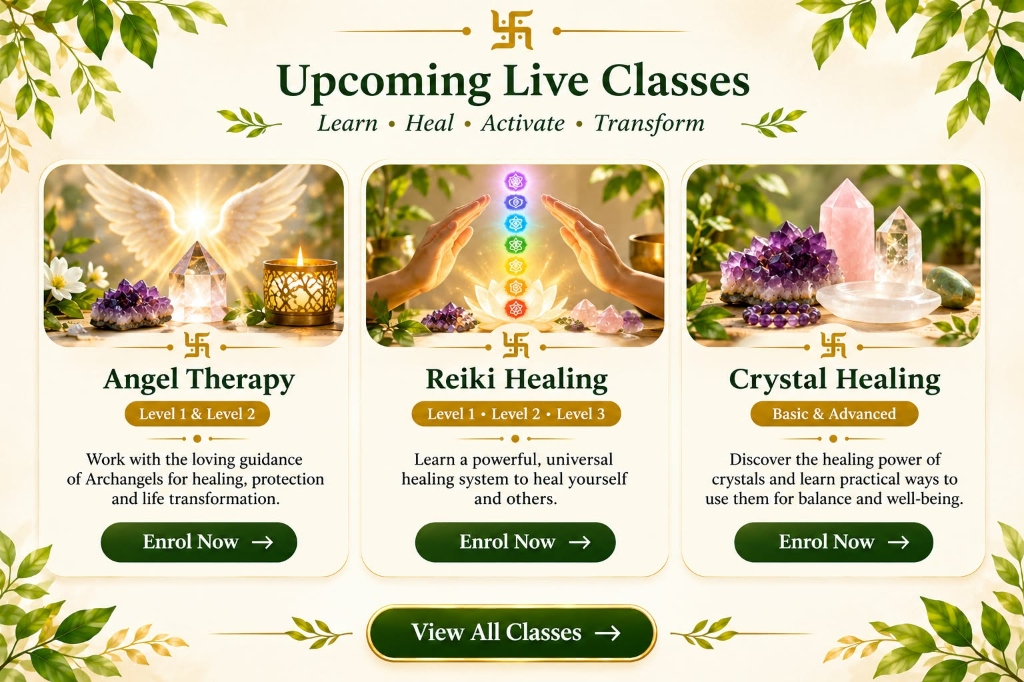 Upcoming Live Classes
Learn • Heal • Activate • Transform
Angel Therapy
Level 1 & Level 2
Work with the loving guidance
of Archangels for healing, protection
and life transformation.
Enrol Now →
Reiki Healing
Level 1 • Level 2 • Level 3
Learn a powerful, universal
healing system to heal yourself
and others.
Enrol Now →
Crystal Healing
Basic & Advanced
Discover the healing power of
crystals and learn practical ways to
use them for balance and well-being.
Enrol Now →
View All Classes →